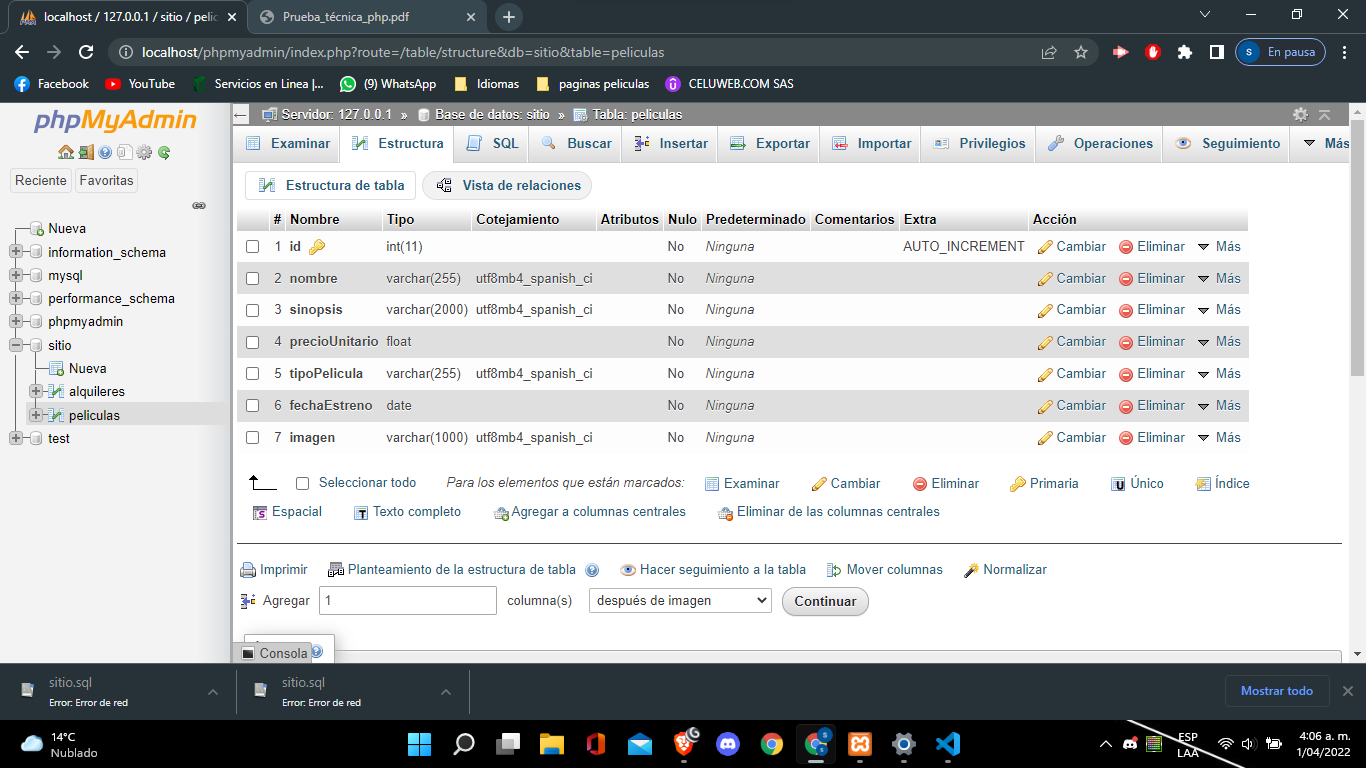 localhost / 127.0.0.1 / sitio / pelic
Prueba_técnica_php.pdf
localhost/phpmyadmin/index.php?route=/table/structure&db=sitio&table=peliculas
S En pausa
Facebook YouTube Servicios en Linea |... (9) WhatsApp Idiomas paginas peliculas CELUWEB.COM SAS
phpMyAdmin
Reciente Favoritas
Nueva
information_schema
mysql
performance_schema
phpmyadmin
sitio
Nueva
alquileres
peliculas
test
Servidor: 127.0.0.1 » Base de datos: sitio » Tabla: peliculas
Examinar Estructura SQL Buscar Insertar Exportar Importar Privilegios Operaciones Seguimiento Más
Estructura de tabla Vista de relaciones
# Nombre Tipo Cotejamiento Atributos Nulo Predeterminado Comentarios Extra Acción
1 id int(11) No Ninguna AUTO_INCREMENT Cambiar Eliminar Más
2 nombre varchar(255) utf8mb4_spanish_ci No Ninguna Cambiar Eliminar Más
3 sinopsis varchar(2000) utf8mb4_spanish_ci No Ninguna Cambiar Eliminar Más
4 precioUnitario float No Ninguna Cambiar Eliminar Más
5 tipoPelicula varchar(255) utf8mb4_spanish_ci No Ninguna Cambiar Eliminar Más
6 fechaEstreno date No Ninguna Cambiar Eliminar Más
7 imagen varchar(1000) utf8mb4_spanish_ci No Ninguna Cambiar Eliminar Más
Seleccionar todo Para los elementos que están marcados: Examinar Cambiar Eliminar Primaria Único Índice
Espacial Texto completo Agregar a columnas centrales Eliminar de las columnas centrales
Imprimir Planteamiento de la estructura de tabla Hacer seguimiento a la tabla Mover columnas Normalizar
Agregar 1 columna(s) después de imagen Continuar
Consola
sitio.sql
Error: Error de red
sitio.sql
Error: Error de red
Mostrar todo
14°C
Nublado
ESP
LAA
4:06 a. m.
1/04/2022